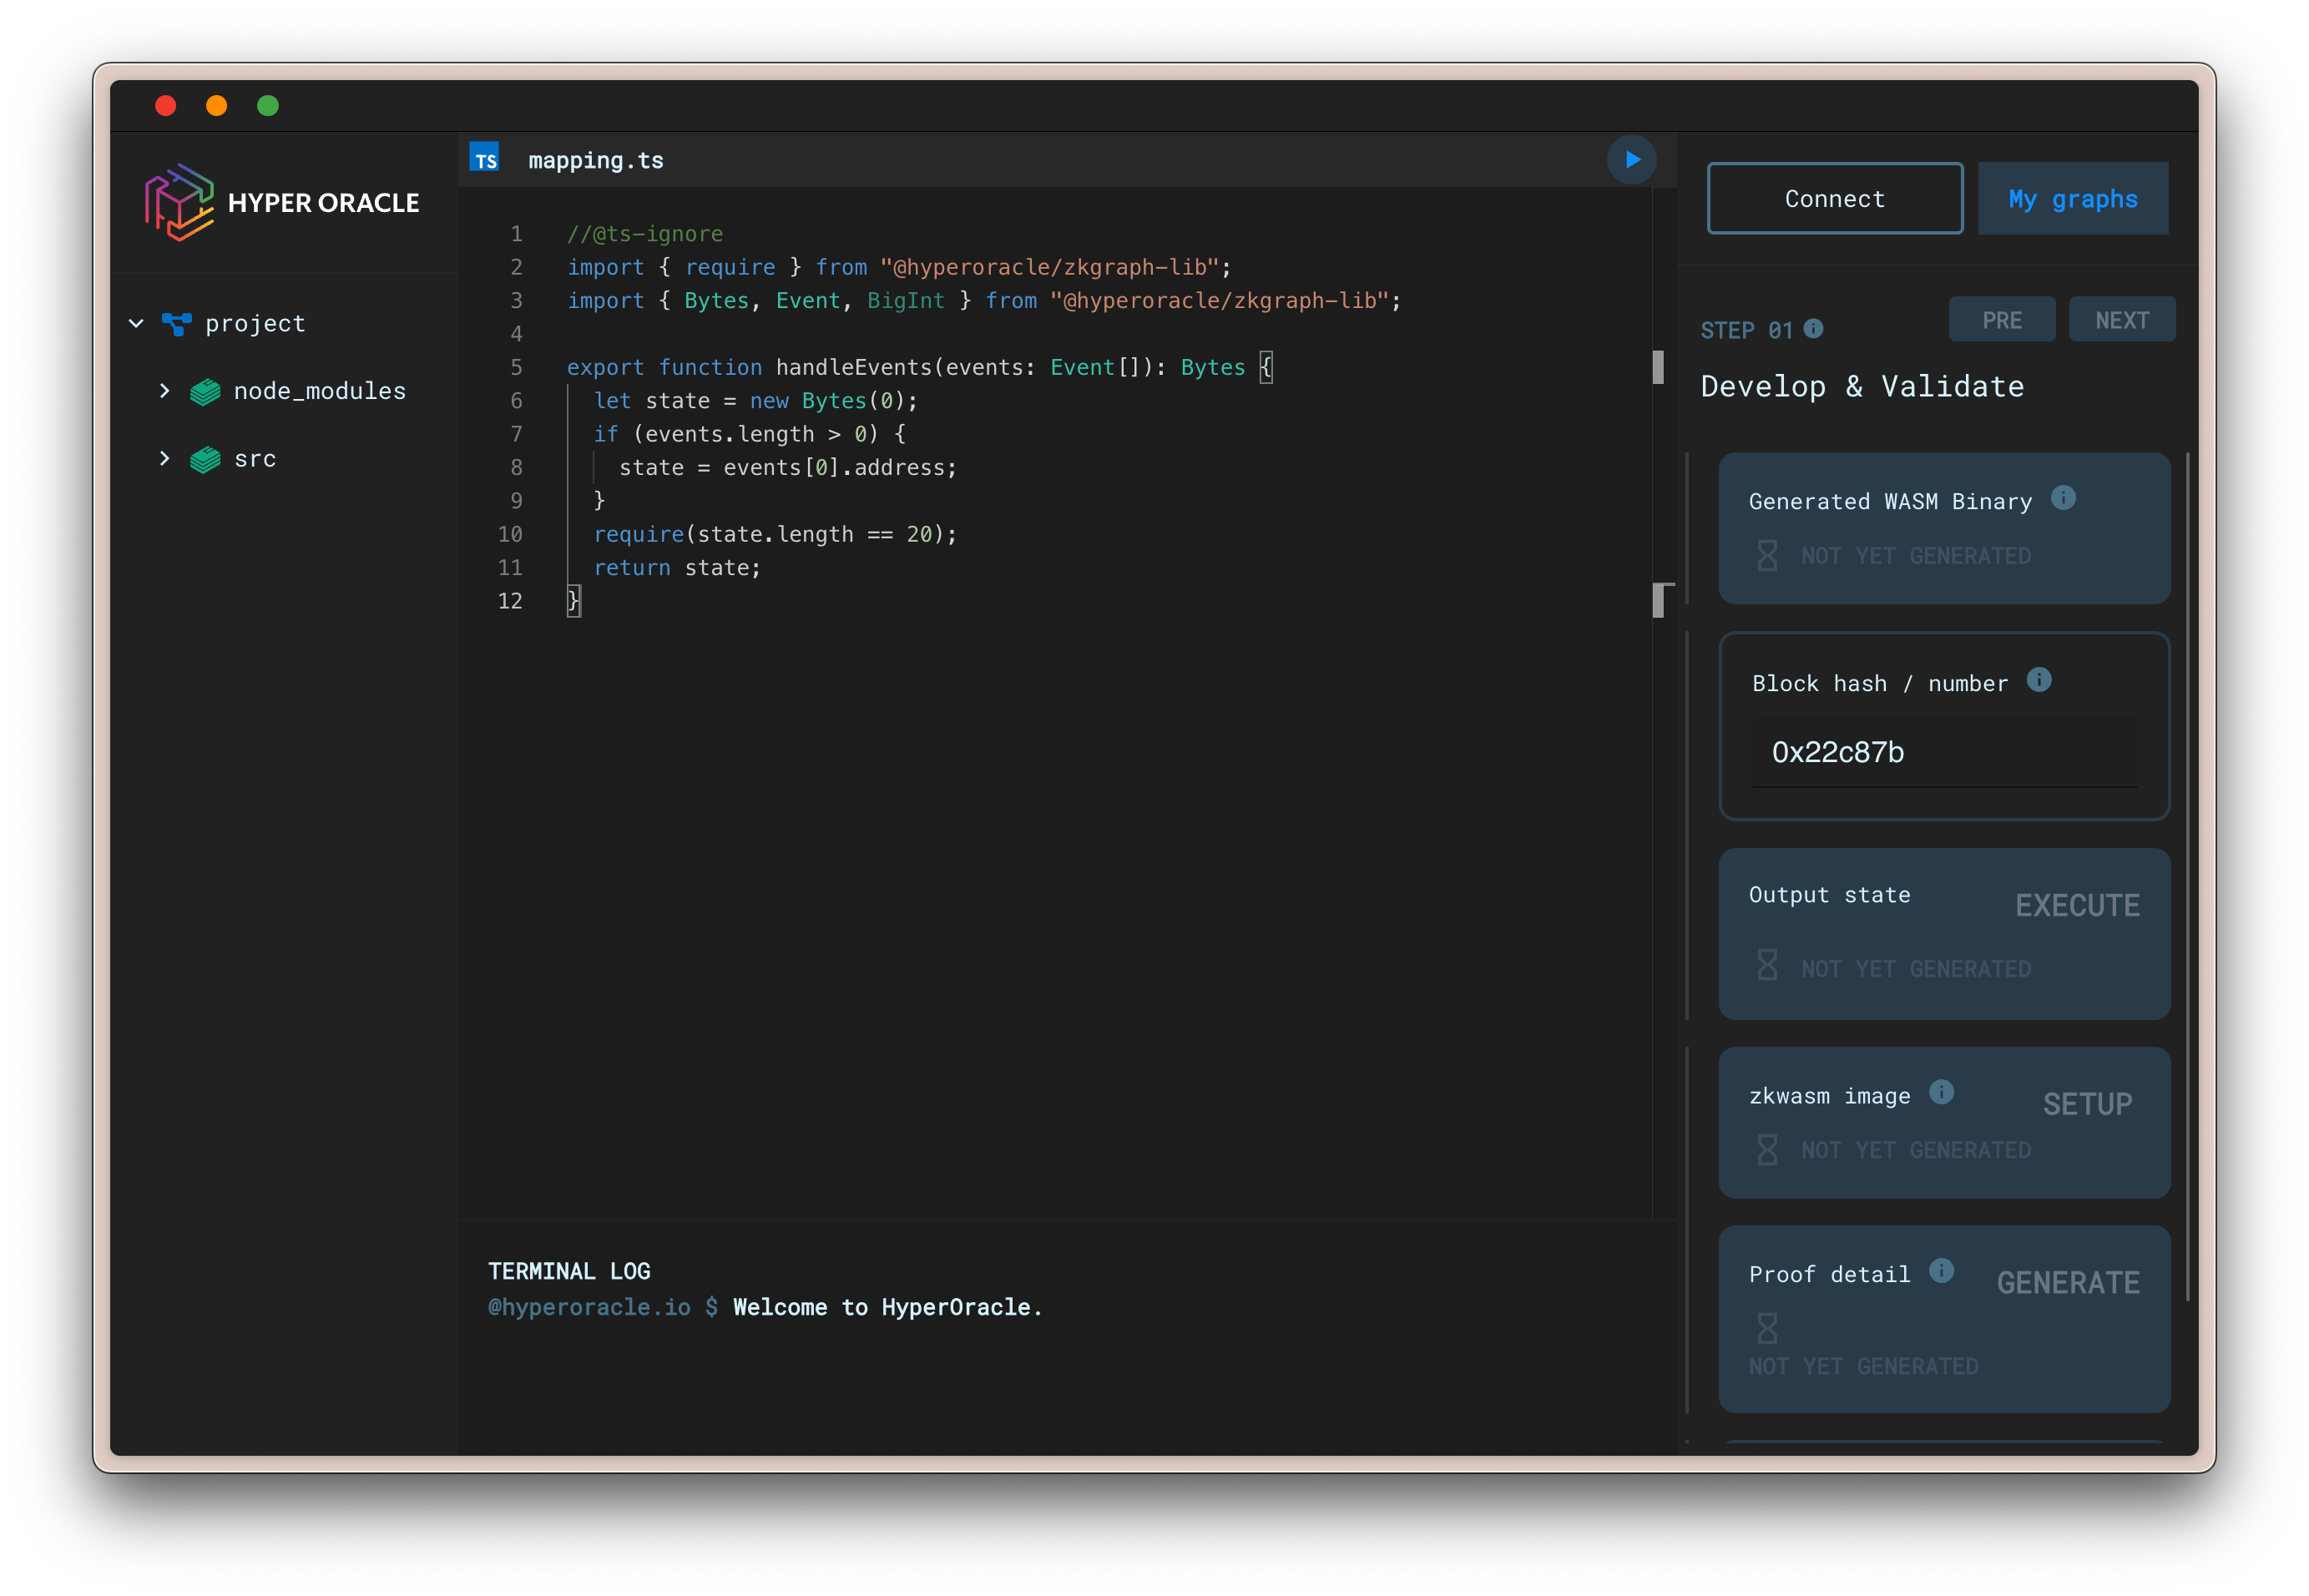 HYPER ORACLE
project
node_modules
src
TS mapping.ts
1 //@ts-ignore
2 import { require } from "@hyperoracle/zkgraph-lib";
3 import { Bytes, Event, BigInt } from "@hyperoracle/zkgraph-lib";
4
5 export function handleEvents(events: Event[]): Bytes {
6 let state = new Bytes(0);
7 if (events.length > 0) {
8 state = events[0].address;
9 }
10 require(state.length == 20);
11 return state;
12 }
TERMINAL LOG
@hyperoracle.io $ Welcome to HyperOracle.
Connect My graphs
STEP 01 PRE NEXT
Develop & Validate
Generated WASM Binary
NOT YET GENERATED
Block hash / number
0x22c87b
Output state EXECUTE
NOT YET GENERATED
zkwasm image SETUP
NOT YET GENERATED
Proof detail GENERATE
NOT YET GENERATED